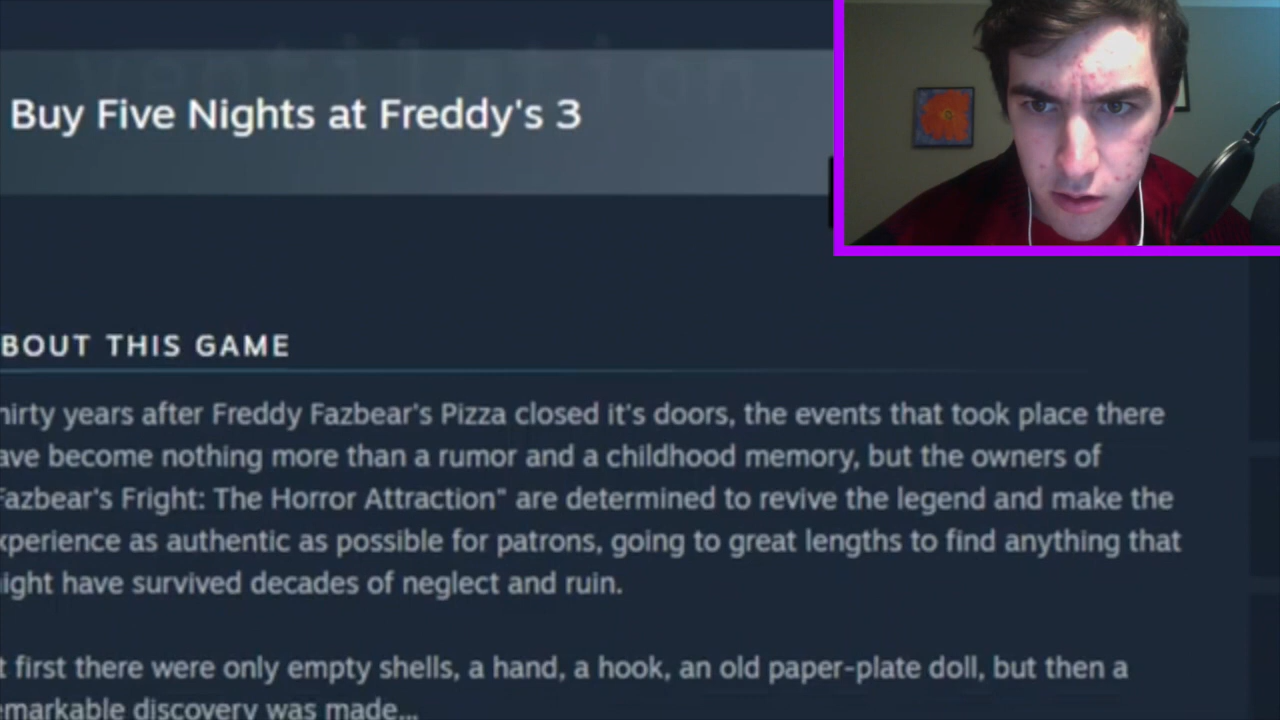 ventilation
Buy Five Nights at Freddy's 3
BOUT THIS GAME
hirty years after Freddy Fazbear's Pizza closed it's doors, the events that took place there
ave become nothing more than a rumor and a childhood memory, but the owners of
Fazbear's Fright: The Horror Attraction" are determined to revive the legend and make the
xperience as authentic as possible for patrons, going to great lengths to find anything that
ight have survived decades of neglect and ruin.
t first there were only empty shells, a hand, a hook, an old paper-plate doll, but then a
emarkable discovery was made...